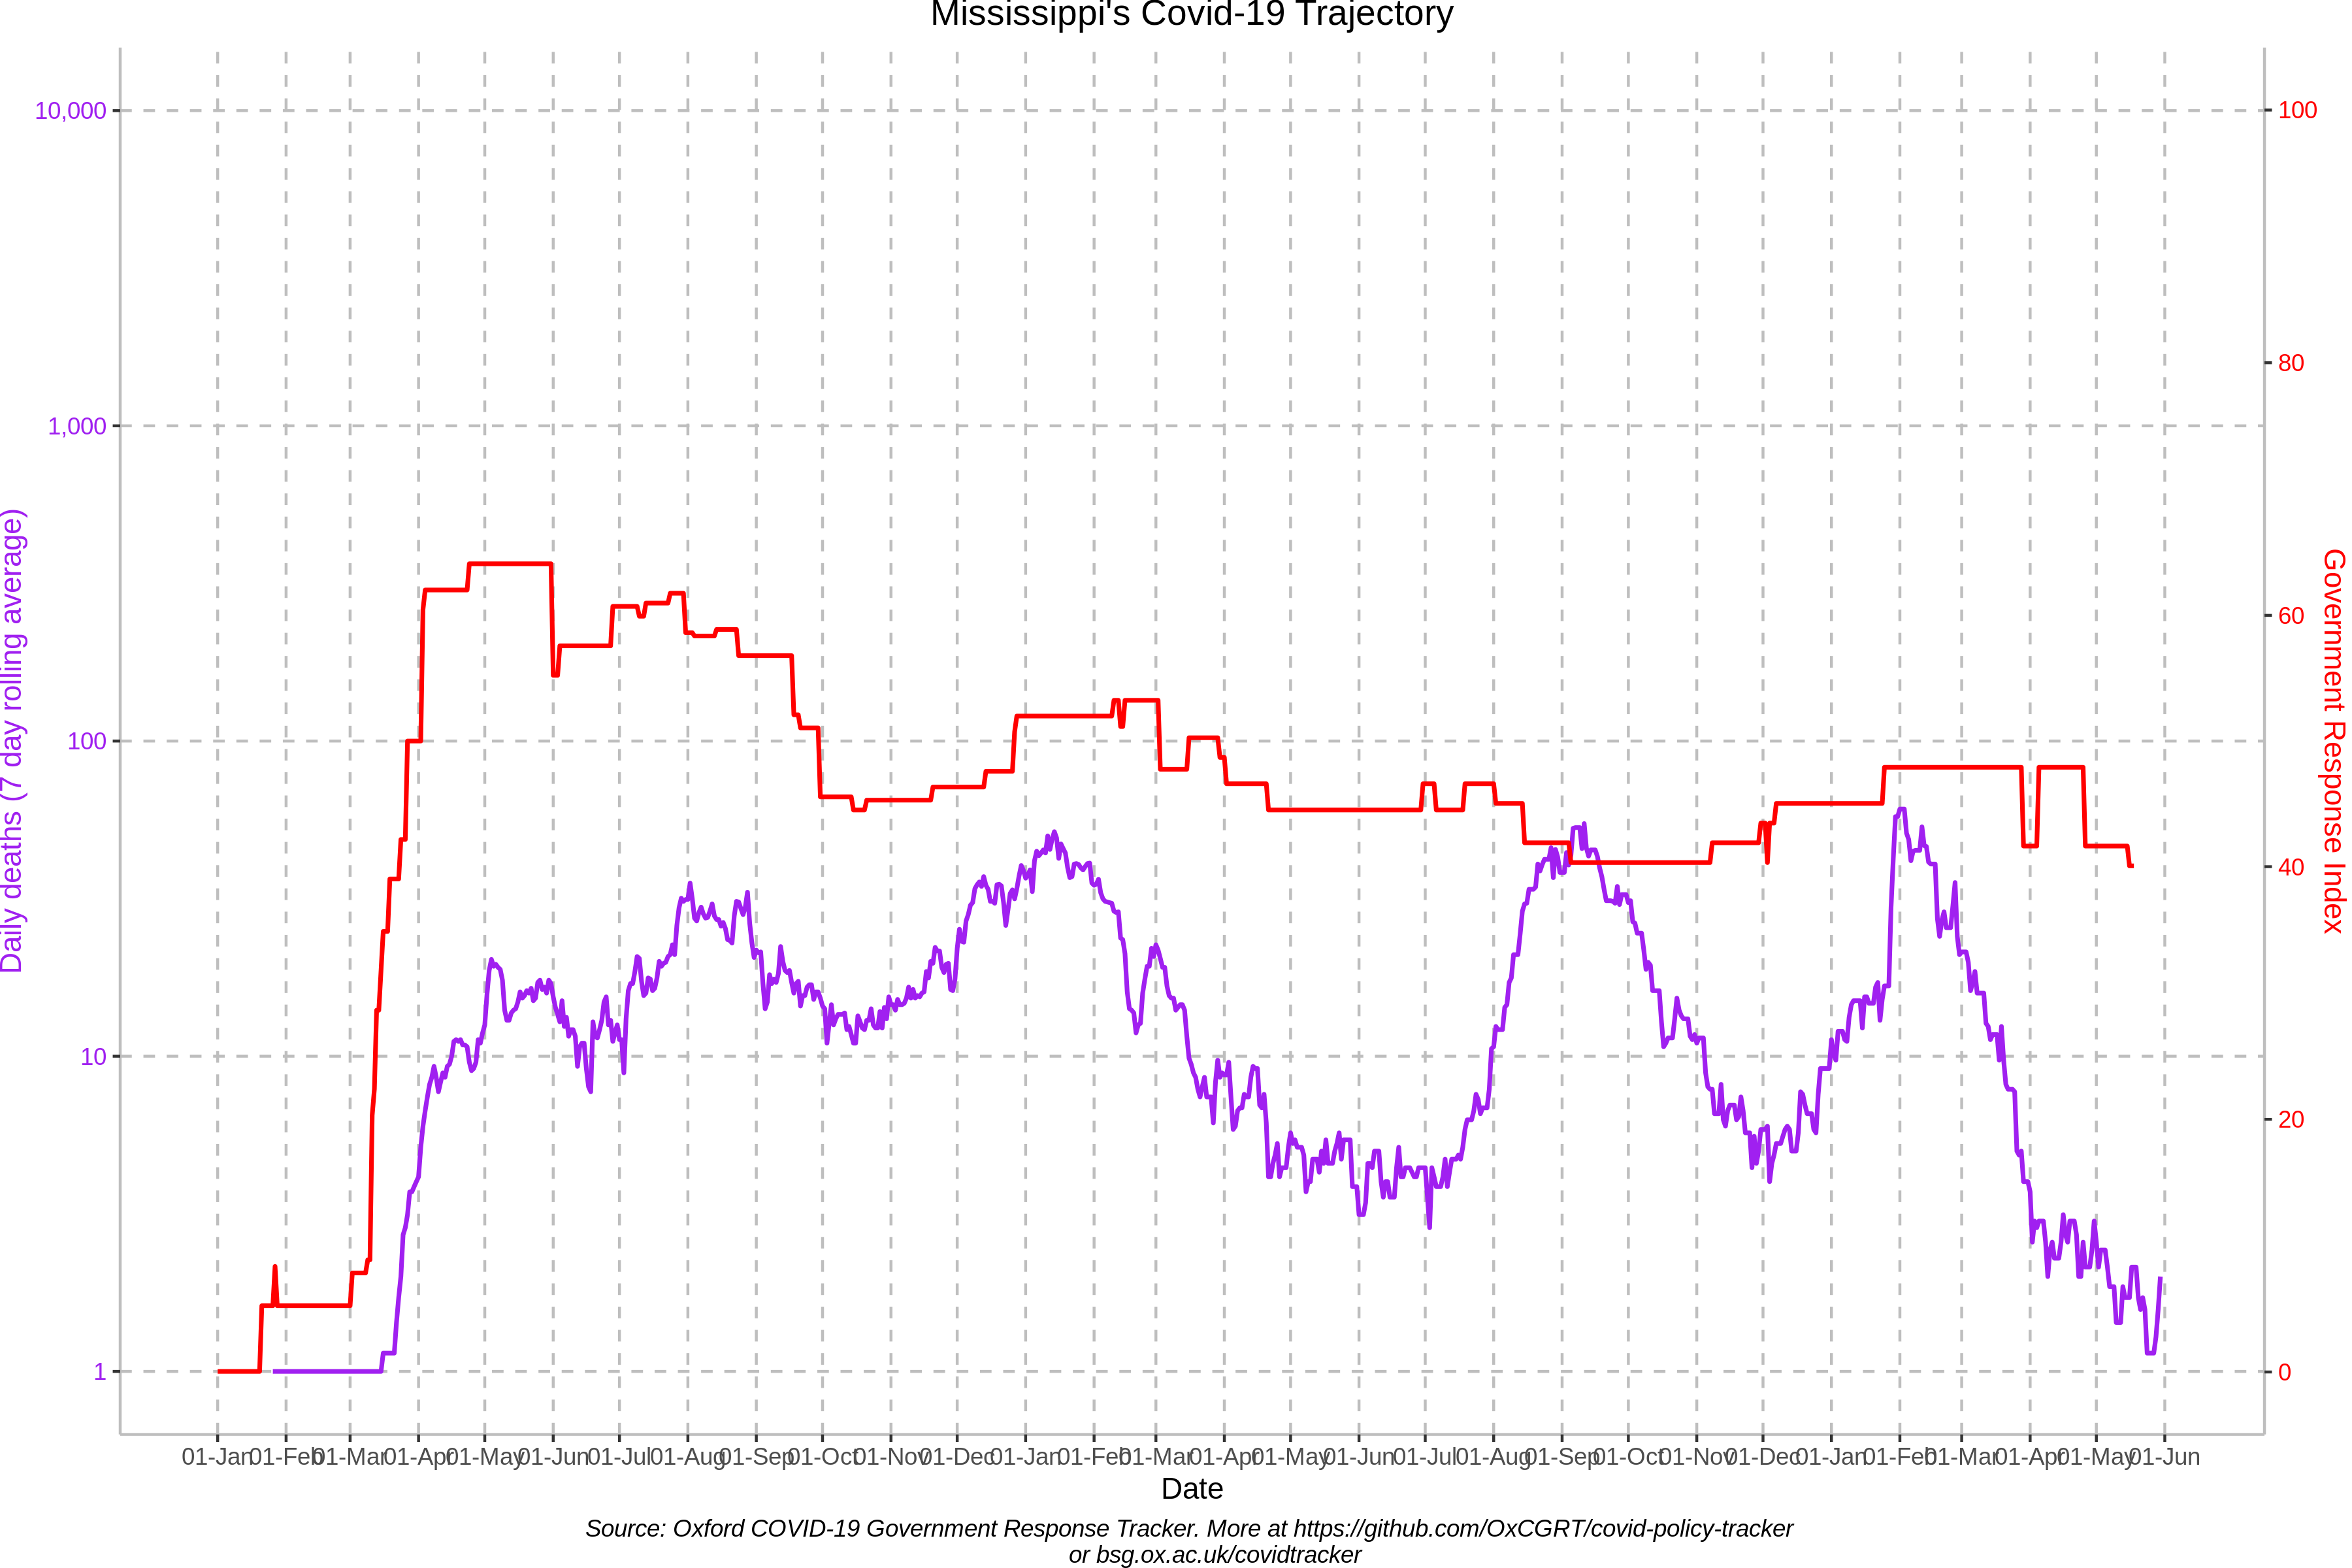 Mississippi's Covid-19 Trajectory
10,000
1,000
100
10
1
Daily deaths (7 day rolling average)
100
80
60
40
20
0
Government Response Index
01-Jan 01-Feb 01-Mar 01-Apr 01-May 01-Jun 01-Jul 01-Aug 01-Sep 01-Oct 01-Nov 01-Dec 01-Jan 01-Feb 01-Mar 01-Apr 01-May 01-Jun 01-Jul 01-Aug 01-Sep 01-Oct 01-Nov 01-Dec 01-Jan 01-Feb 01-Mar 01-Apr 01-May 01-Jun
Date
Source: Oxford COVID-19 Government Response Tracker. More at https://github.com/OxCGRT/covid-policy-tracker
or bsg.ox.ac.uk/covidtracker